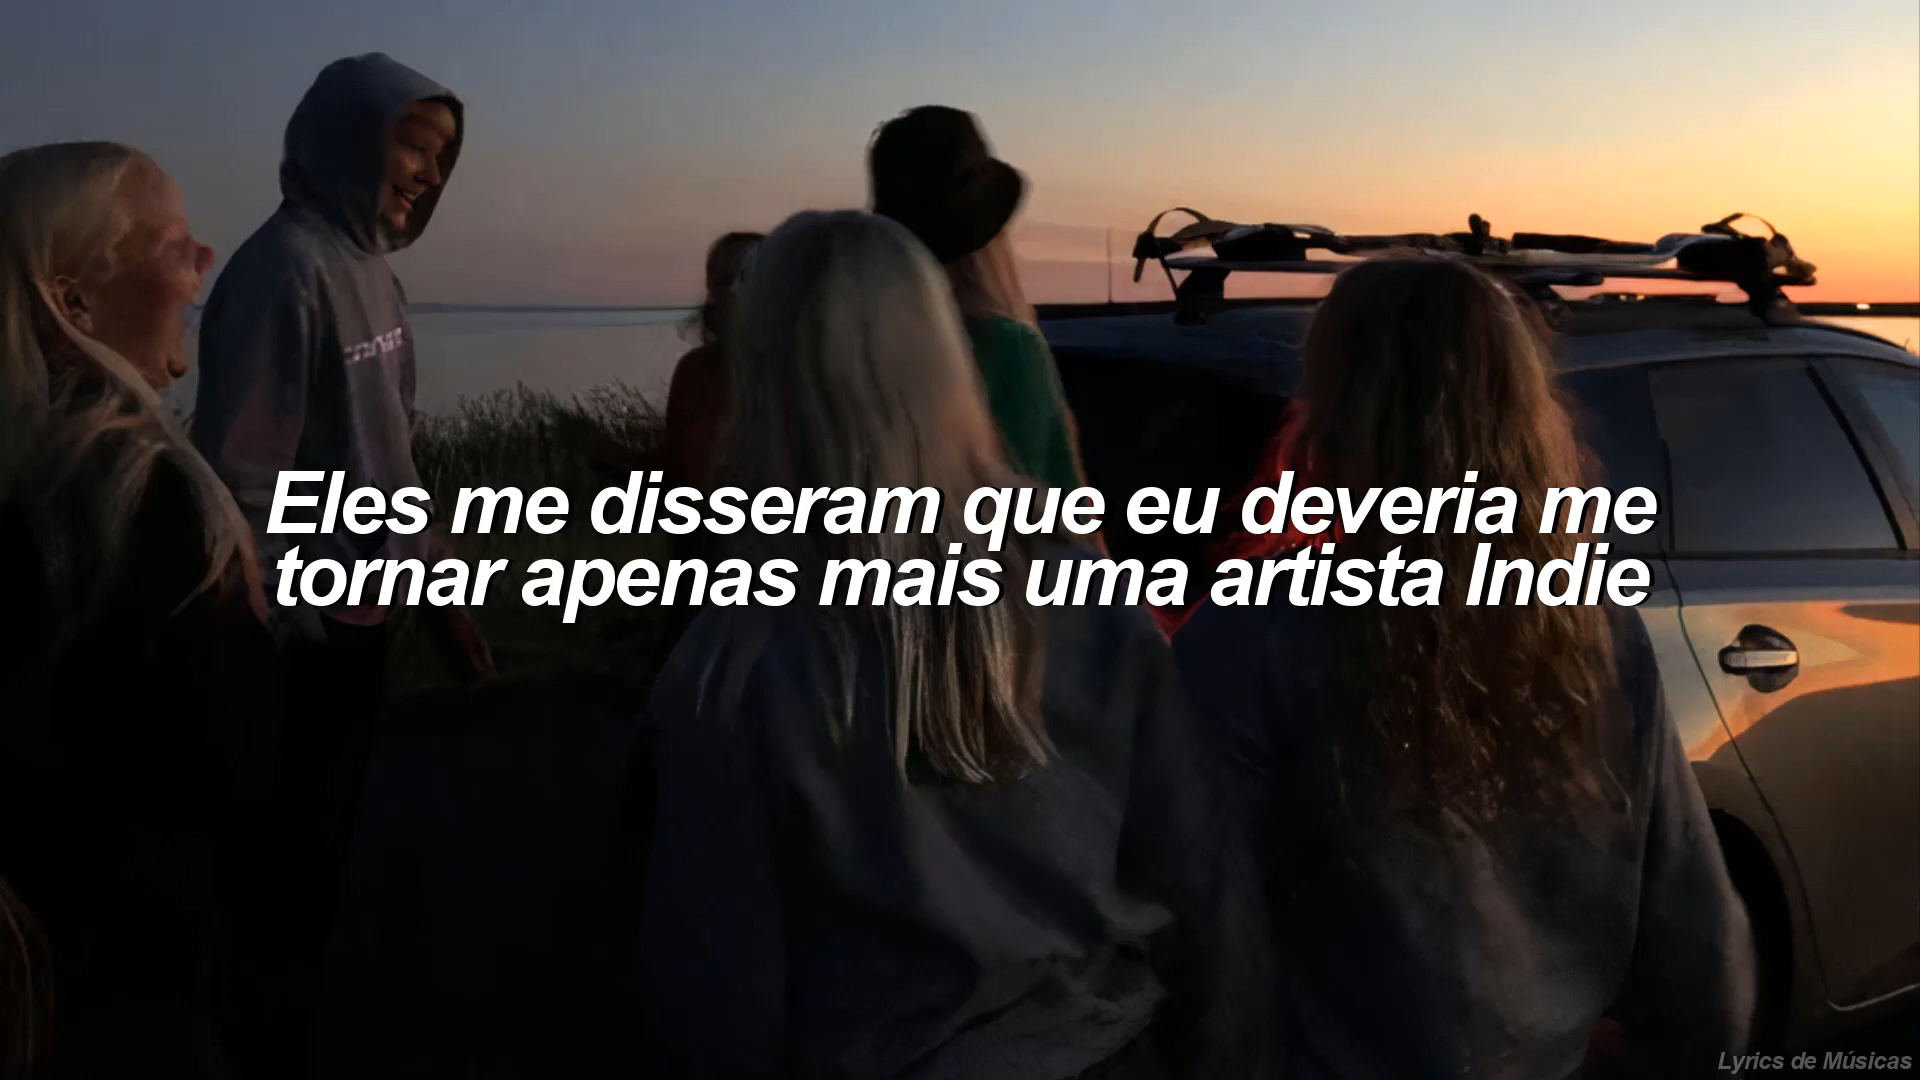 Eles me disseram que eu deveria me
tornar apenas mais uma artista Indie
Lyrics de Músicas